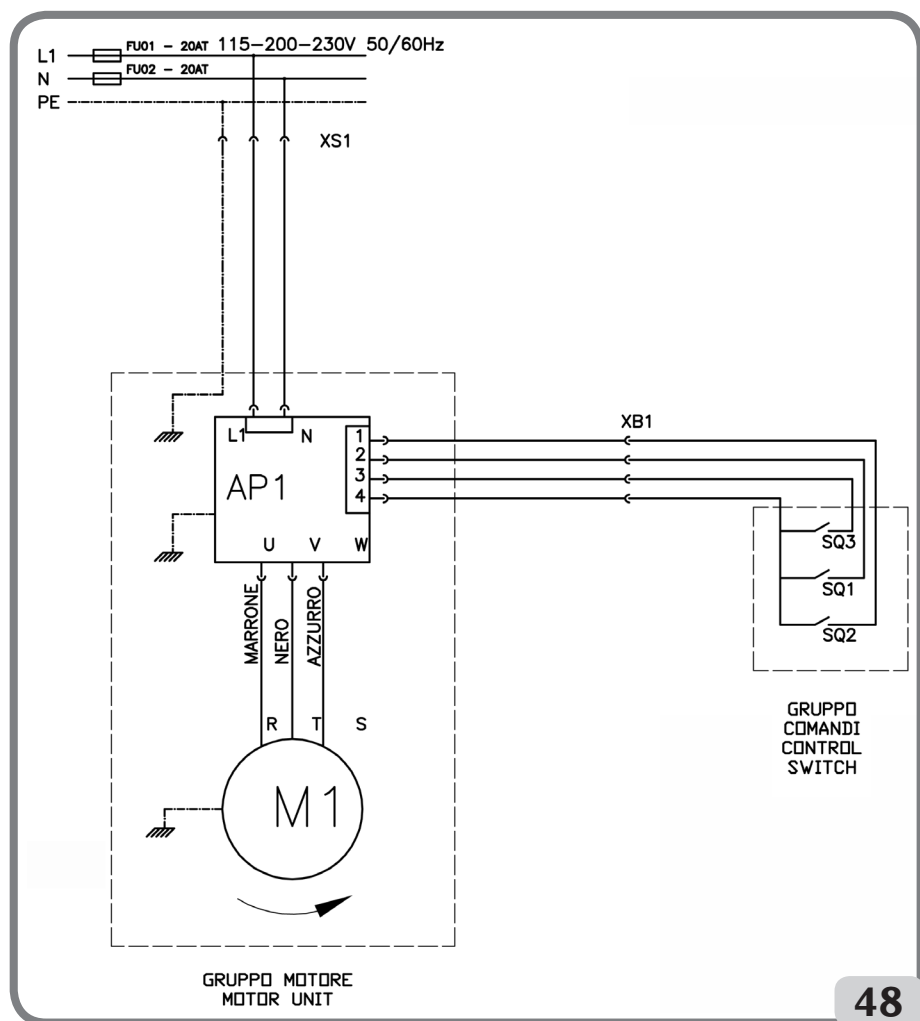 L1 FU01 - 20AT 115-200-230V 50/60Hz
N FU02 - 20AT
PE
XS1
XB1
L1 N 1
2
3
4
AP1
U V W
SQ3
SQ1
SQ2
MARRONE
NERO
AZZURRO
R T S
M1
GRUPPO
COMANDI
CONTROL
SWITCH
GRUPPO MOTORE
MOTOR UNIT
48